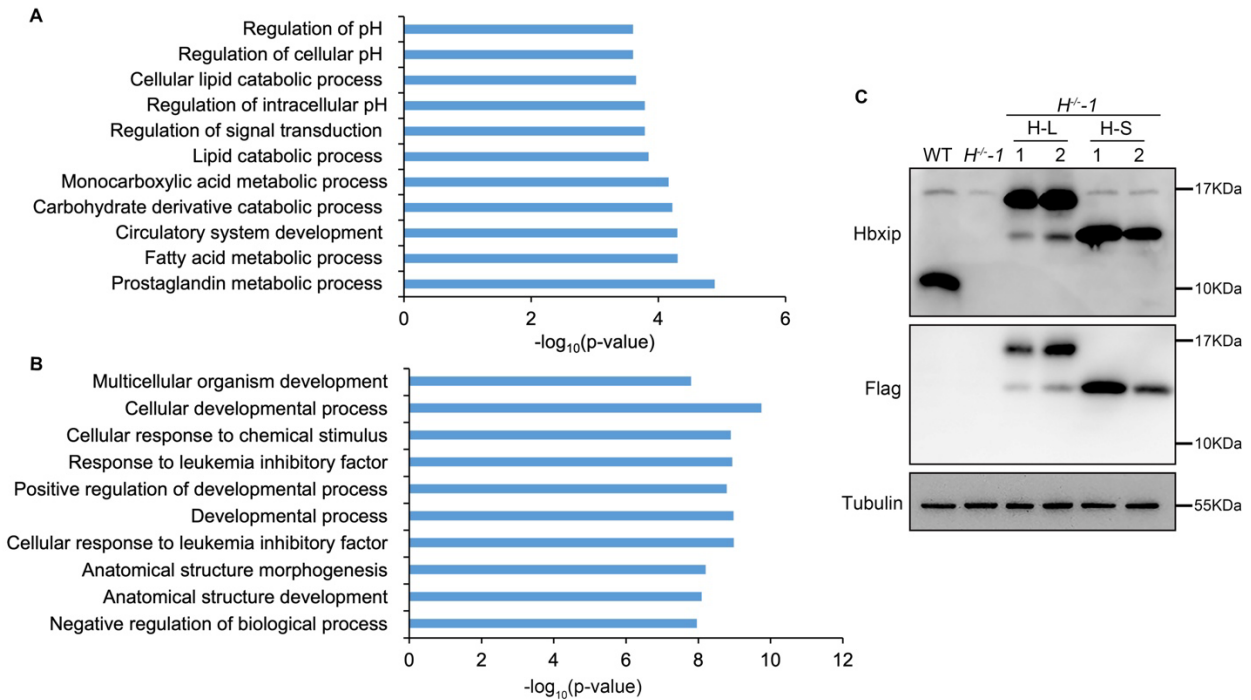 A
Regulation of pH
Regulation of cellular pH
Cellular lipid catabolic process
Regulation of intracellular pH
Regulation of signal transduction
Lipid catabolic process
Monocarboxylic acid metabolic process
Carbohydrate derivative catabolic process
Circulatory system development
Fatty acid metabolic process
Prostaglandin metabolic process
0 2 4 6
-log₁₀(p-value)
B
Multicellular organism development
Cellular developmental process
Cellular response to chemical stimulus
Response to leukemia inhibitory factor
Positive regulation of developmental process
Developmental process
Cellular response to leukemia inhibitory factor
Anatomical structure morphogenesis
Anatomical structure development
Negative regulation of biological process
0 2 4 6 8 10 12
-log₁₀(p-value)
C
H⁻/⁻-1
H-L H-S
WT H⁻/⁻-1 1 2 1 2
17KDa
Hbxip
10KDa
17KDa
Flag
10KDa
Tubulin 55KDa